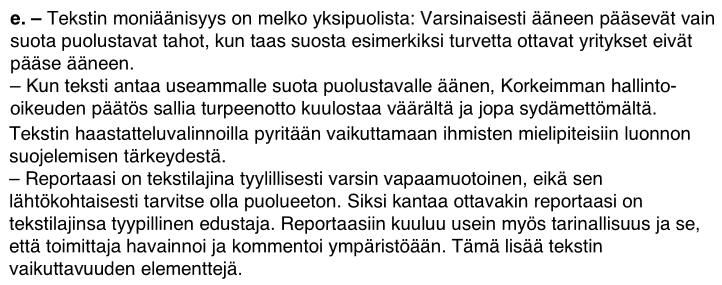 e. – Tekstin moniäänisyys on melko yksipuolista: Varsinaisesti ääneen pääsevät vain
suota puolustavat tahot, kun taas suosta esimerkiksi turvetta ottavat yritykset eivät
pääse ääneen.
– Kun teksti antaa useammalle suota puolustavalle äänen, Korkeimman hallinto-
oikeuden päätös sallia turpeenotto kuulostaa väärältä ja jopa sydämettömältä.
Tekstin haastatteluvalinnoilla pyritään vaikuttamaan ihmisten mielipiteisiin luonnon
suojelemisen tärkeydestä.
– Reportaasi on tekstilajina tyylillisesti varsin vapaamuotoinen, eikä sen
lähtökohtaisesti tarvitse olla puolueeton. Siksi kantaa ottavakin reportaasi on
tekstilajinsa tyypillinen edustaja. Reportaasiin kuuluu usein myös tarinallisuus ja se,
että toimittaja havainnoi ja kommentoi ympäristöään. Tämä lisää tekstin
vaikuttavuuden elementtejä.